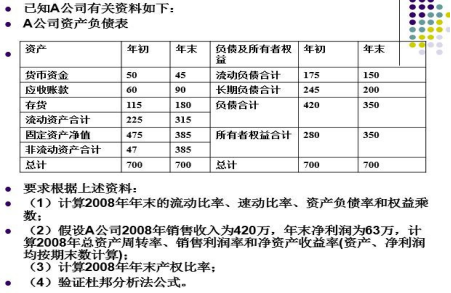 已知A公司有关资料如下：
A公司资产负债表
资产 年初 年末 负债及所有者权益 年初 年末
货币资金 50 45 流动负债合计 175 150
应收账款 60 90 长期负债合计 245 200
存货 115 180 负债合计 420 350
流动资产合计 225 315
固定资产净值 475 385 所有者权益合计 280 350
非流动资产合计 47 385
总计 700 700 总计 700 700
要求根据上述资料：
（1）计算2008年年末的流动比率、速动比率、资产负债率和权益乘
数；
（2）假设A公司2008年销售收入为420万，年末净利润为63万，计
算2008年总资产周转率、销售利润率和净资产收益率(资产、净利润
均按期末数计算)；
（3）计算2008年年末产权比率；
（4）验证杜邦分析法公式。